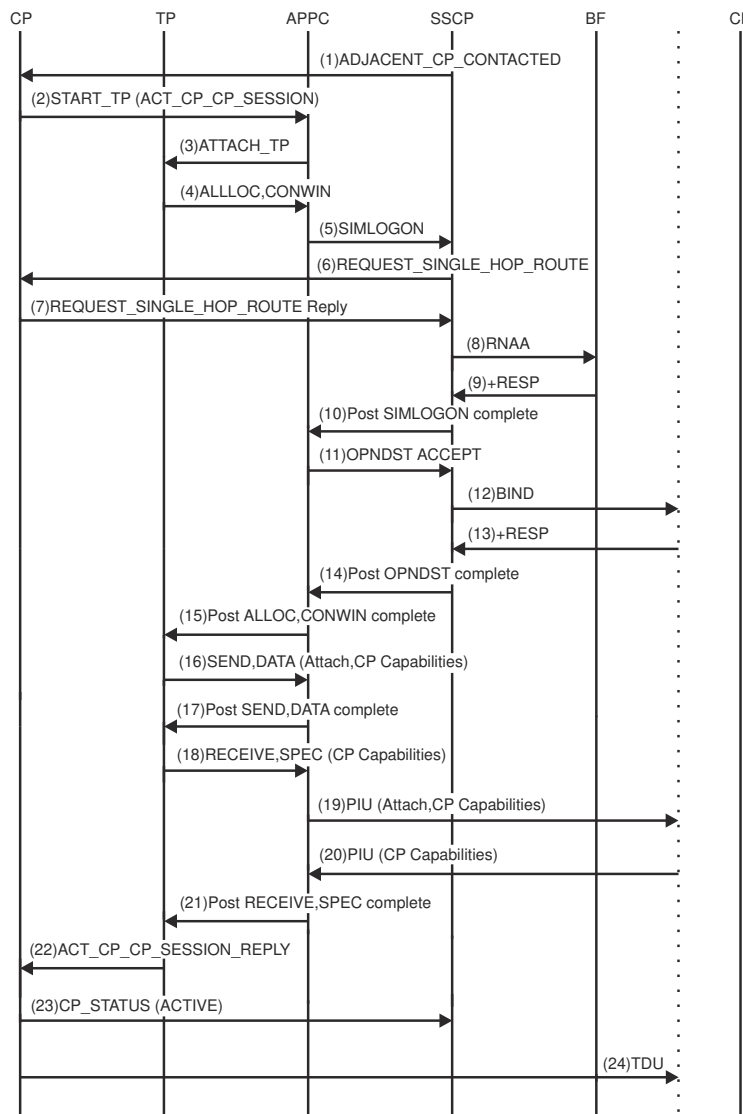 CP TP APPC SSCP BF
(1)ADJACENT_CP_CONTACTED
(2)START_TP (ACT_CP_CP_SESSION)
(3)ATTACH_TP
(4)ALLLOC,CONWIN
(5)SIMLOGON
(6)REQUEST_SINGLE_HOP_ROUTE
(7)REQUEST_SINGLE_HOP_ROUTE Reply
(8)RNAA
(9)+RESP
(10)Post SIMLOGON complete
(11)OPNDST ACCEPT
(12)BIND
(13)+RESP
(14)Post OPNDST complete
(15)Post ALLOC,CONWIN complete
(16)SEND,DATA (Attach,CP Capabilities)
(17)Post SEND,DATA complete
(18)RECEIVE,SPEC (CP Capabilities)
(19)PIU (Attach,CP Capabilities)
(20)PIU (CP Capabilities)
(21)Post RECEIVE,SPEC complete
(22)ACT_CP_CP_SESSION_REPLY
(23)CP_STATUS (ACTIVE)
(24)TDU